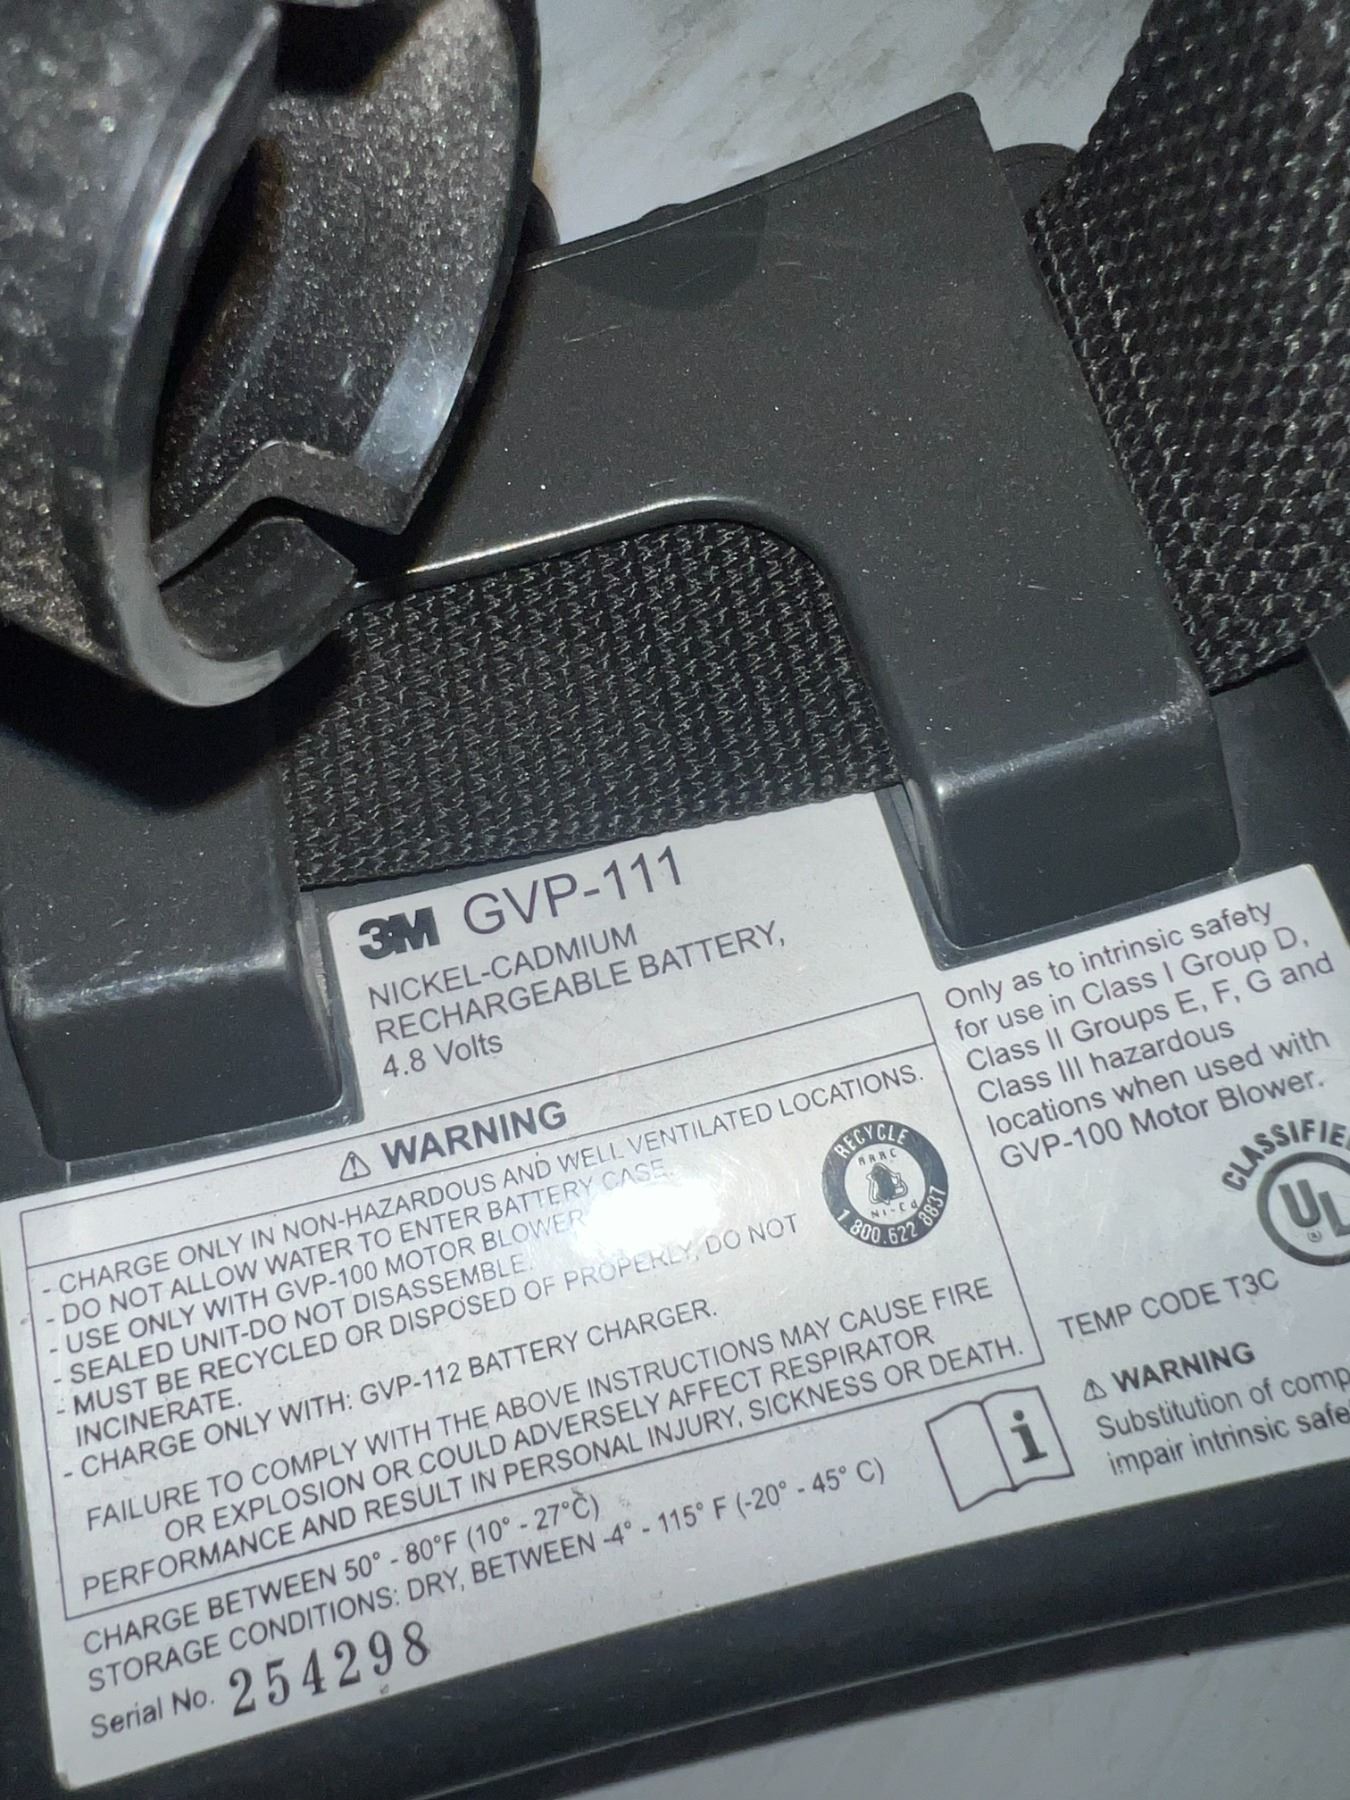 3M GVP-111
NICKEL-CADMIUM
RECHARGEABLE BATTERY,
4.8 Volts
⚠ WARNING
- CHARGE ONLY IN NON-HAZARDOUS AND WELL VENTILATED LOCATIONS.
- DO NOT ALLOW WATER TO ENTER BATTERY CASE.
- USE ONLY WITH GVP-100 MOTOR BLOWER
- SEALED UNIT-DO NOT DISASSEMBLE.
- MUST BE RECYCLED OR DISPOSED OF PROPERLY, DO NOT
INCINERATE.
- CHARGE ONLY WITH: GVP-112 BATTERY CHARGER.
FAILURE TO COMPLY WITH THE ABOVE INSTRUCTIONS MAY CAUSE FIRE
OR EXPLOSION OR COULD ADVERSELY AFFECT RESPIRATOR
PERFORMANCE AND RESULT IN PERSONAL INJURY, SICKNESS OR DEATH.
RECYCLE
RBRC
Ni-Cd
1.800.622.8837
CHARGE BETWEEN 50° - 80°F (10° - 27°C)
STORAGE CONDITIONS: DRY, BETWEEN -4° - 115° F (-20° - 45° C)
Serial No. 254298
Only as to intrinsic safety
for use in Class I Group D,
Class II Groups E, F, G and
Class III hazardous
locations when used with
GVP-100 Motor Blower.
CLASSIFIE
UL
®
TEMP CODE T3C
⚠ WARNING
Substitution of comp
impair intrinsic safe
i